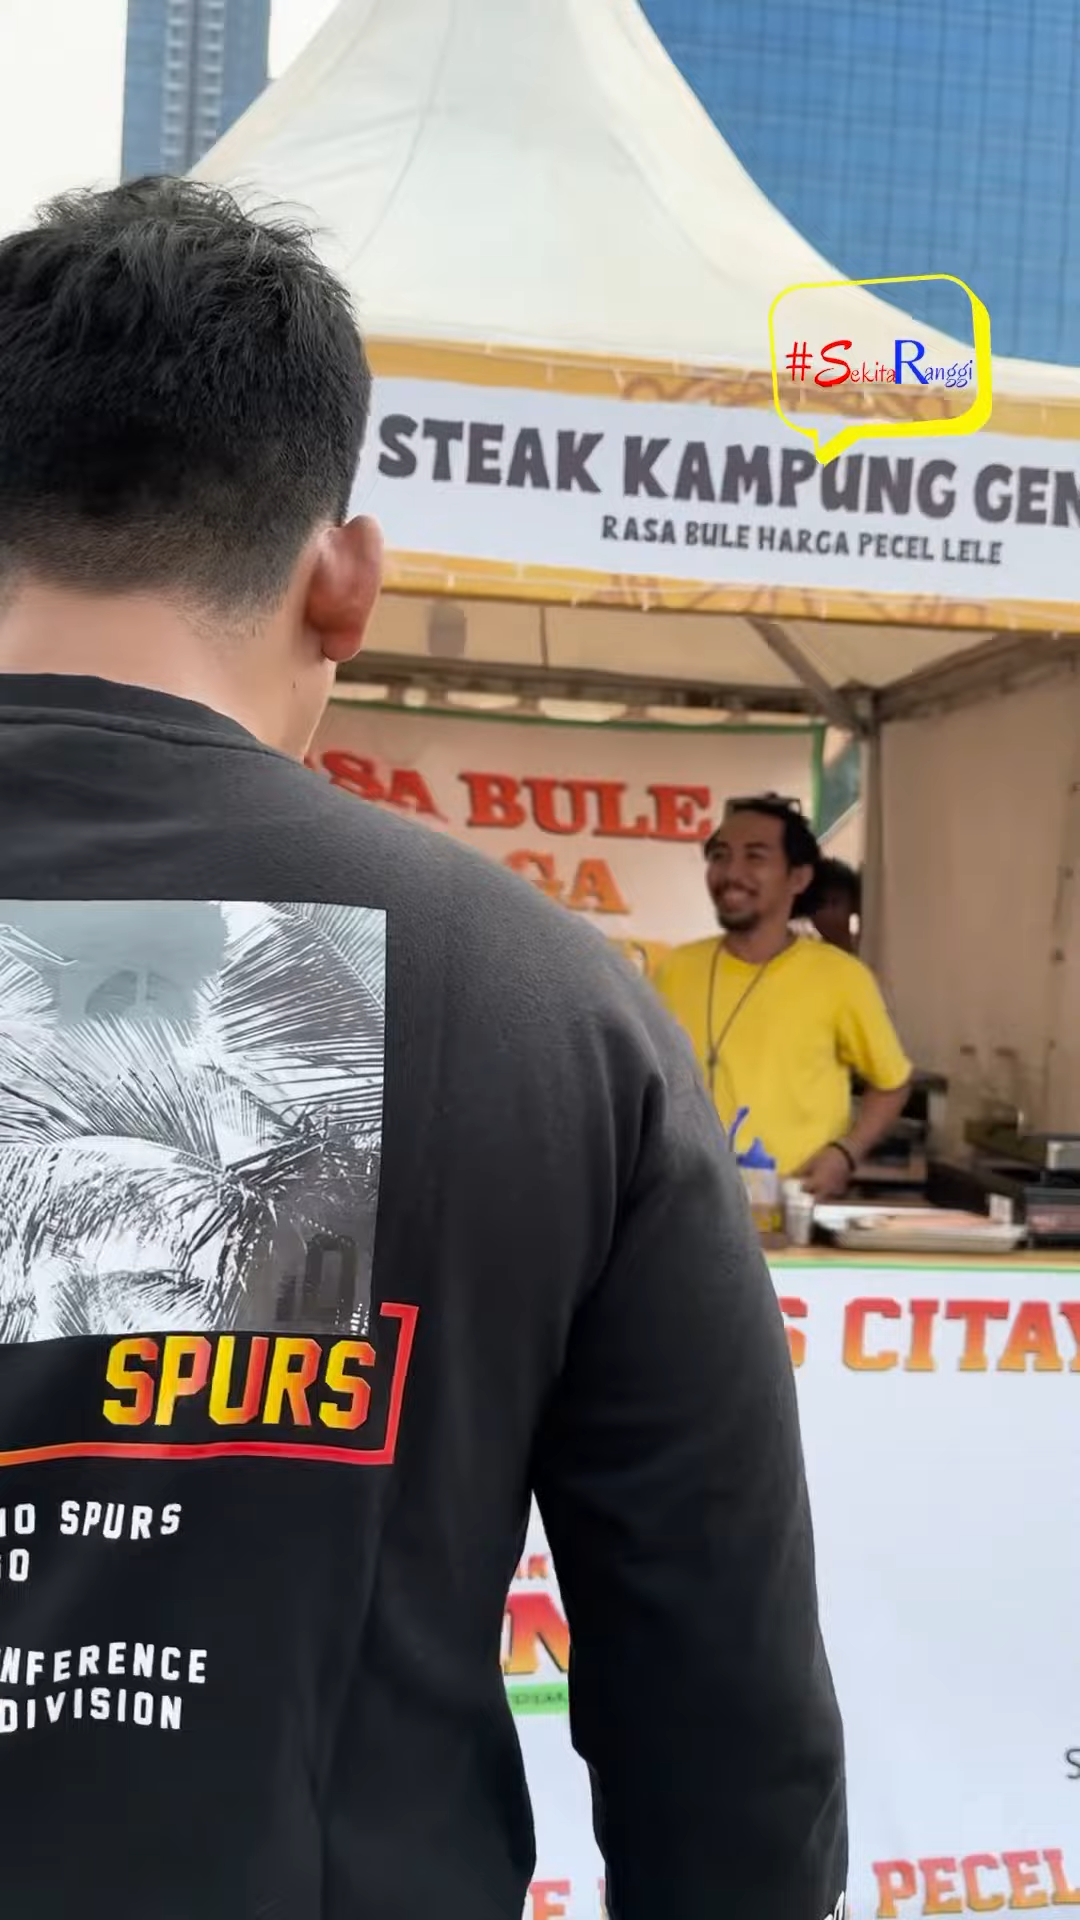 #SekitaRanggi
STEAK KAMPUNG GEN
RASA BULE HARGA PECEL LELE
SA BULE
GA
SPURS
IO SPURS
GO
NFERENCE
DIVISION
S CITAY
N
PECEL